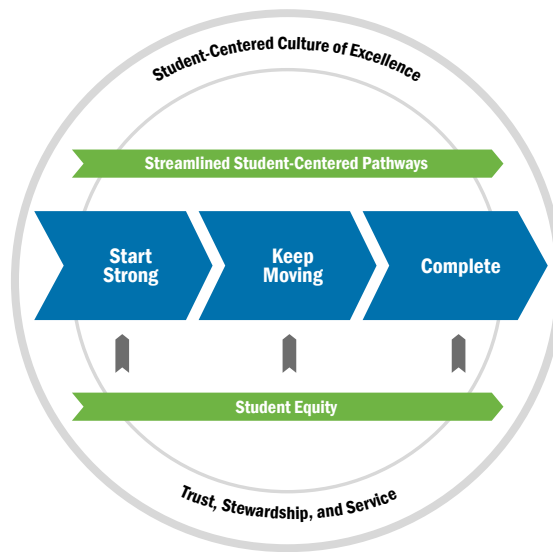 Student-Centered Culture of Excellence
Streamlined Student-Centered Pathways
Start
Strong
Keep
Moving
Complete
Student Equity
Trust, Stewardship, and Service